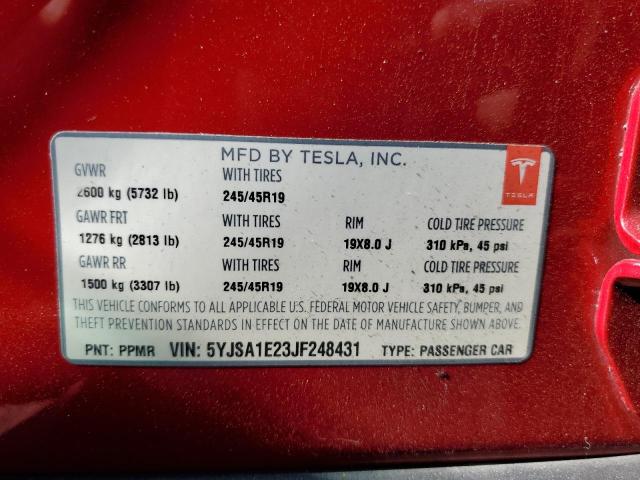 MFD BY TESLA, INC.
GVWR WITH TIRES
2600 kg (5732 lb) 245/45R19
GAWR FRT WITH TIRES RIM COLD TIRE PRESSURE
1276 kg (2813 lb) 245/45R19 19X8.0 J 310 kPa, 45 psi
GAWR RR WITH TIRES RIM COLD TIRE PRESSURE
1500 kg (3307 lb) 245/45R19 19X8.0 J 310 kPa, 45 psi
THIS VEHICLE CONFORMS TO ALL APPLICABLE U.S. FEDERAL MOTOR VEHICLE SAFETY, BUMPER, AND
THEFT PREVENTION STANDARDS IN EFFECT ON THE DATE OF MANUFACTURE SHOWN ABOVE.
PNT: PPMR VIN: 5YJSA1E23JF248431 TYPE: PASSENGER CAR
TESLA